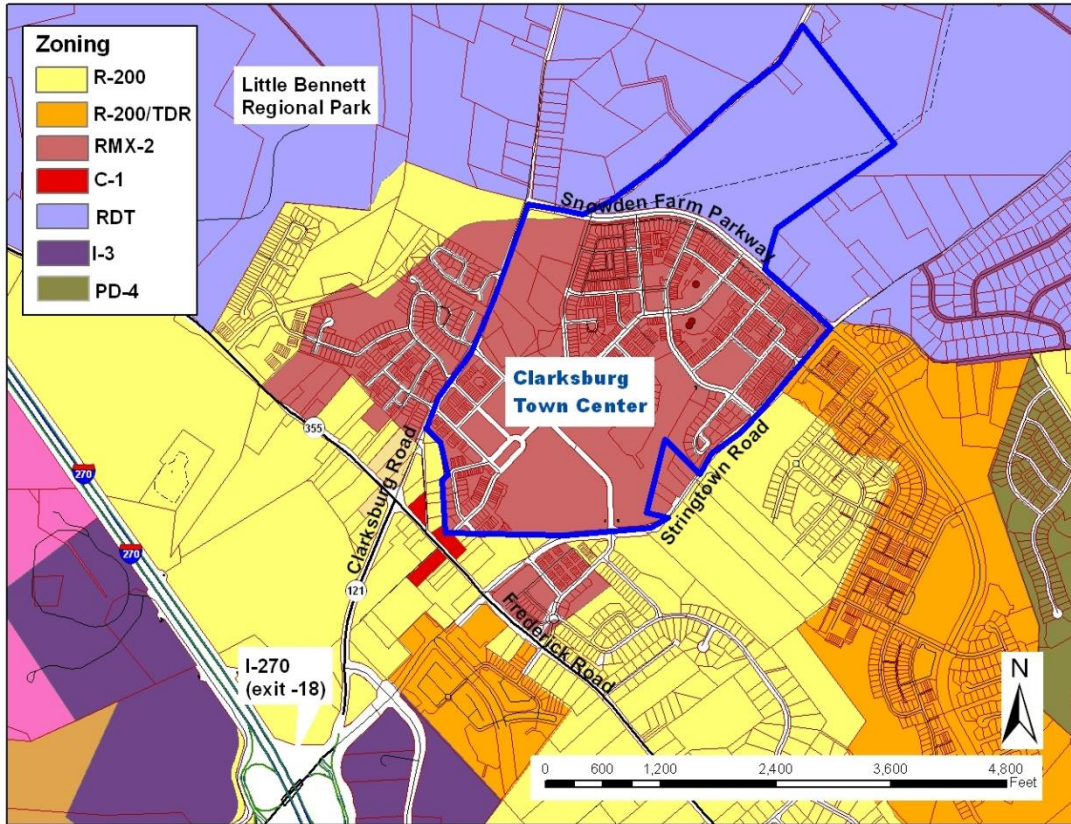 Zoning
R-200
R-200/TDR
RMX-2
C-1
RDT
I-3
PD-4
Little Bennett
Regional Park
Snowden Farm Parkway
Clarksburg
Town Center
355
270
Clarksburg Road
Stringtown Road
270
121
Frederick Road
I-270
(exit -18)
N
0 600 1,200 2,400 3,600 4,800
Feet